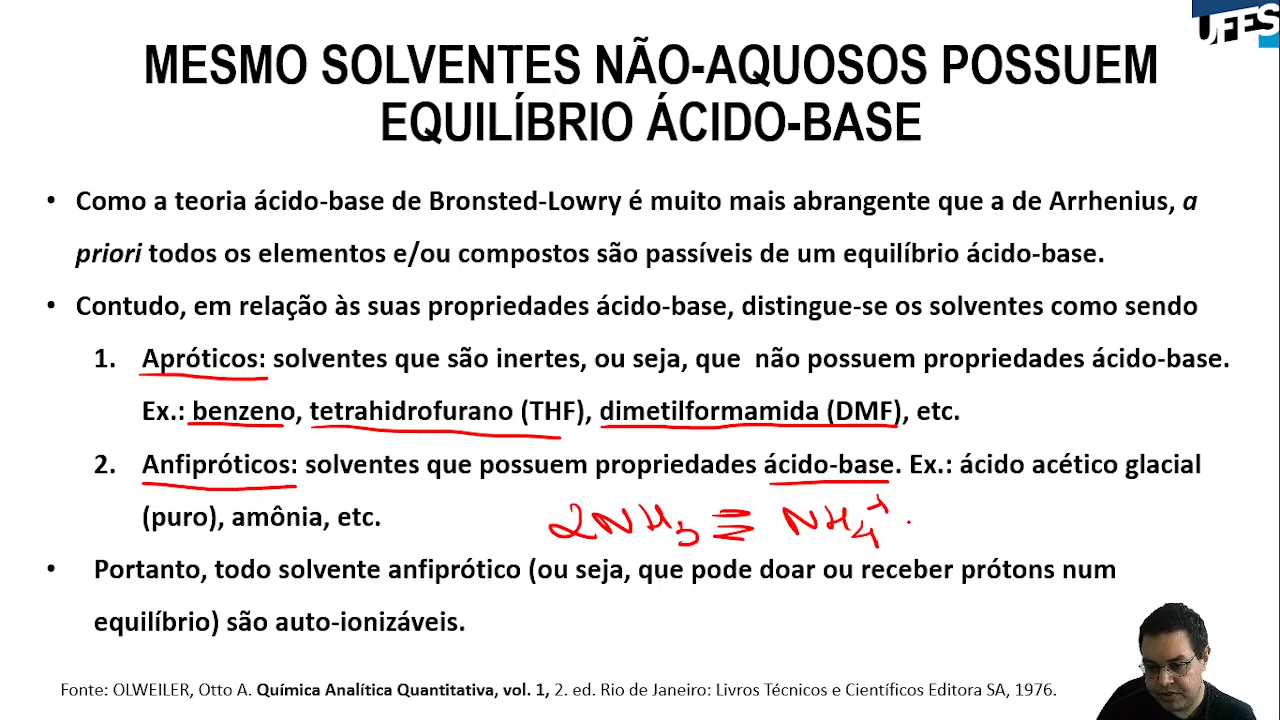 UFES
MESMO SOLVENTES NÃO-AQUOSOS POSSUEM
EQUILÍBRIO ÁCIDO-BASE
• Como a teoria ácido-base de Bronsted-Lowry é muito mais abrangente que a de Arrhenius, a
priori todos os elementos e/ou compostos são passíveis de um equilíbrio ácido-base.
• Contudo, em relação às suas propriedades ácido-base, distingue-se os solventes como sendo
1. Apróticos: solventes que são inertes, ou seja, que não possuem propriedades ácido-base.
Ex.: benzeno, tetrahidrofurano (THF), dimetilformamida (DMF), etc.
2. Anfipróticos: solventes que possuem propriedades ácido-base. Ex.: ácido acético glacial
(puro), amônia, etc.
2NH3 ⇌ NH4+
• Portanto, todo solvente anfiprótico (ou seja, que pode doar ou receber prótons num
equilíbrio) são auto-ionizáveis.
Fonte: OLWEILER, Otto A. Química Analítica Quantitativa, vol. 1, 2. ed. Rio de Janeiro: Livros Técnicos e Científicos Editora SA, 1976.